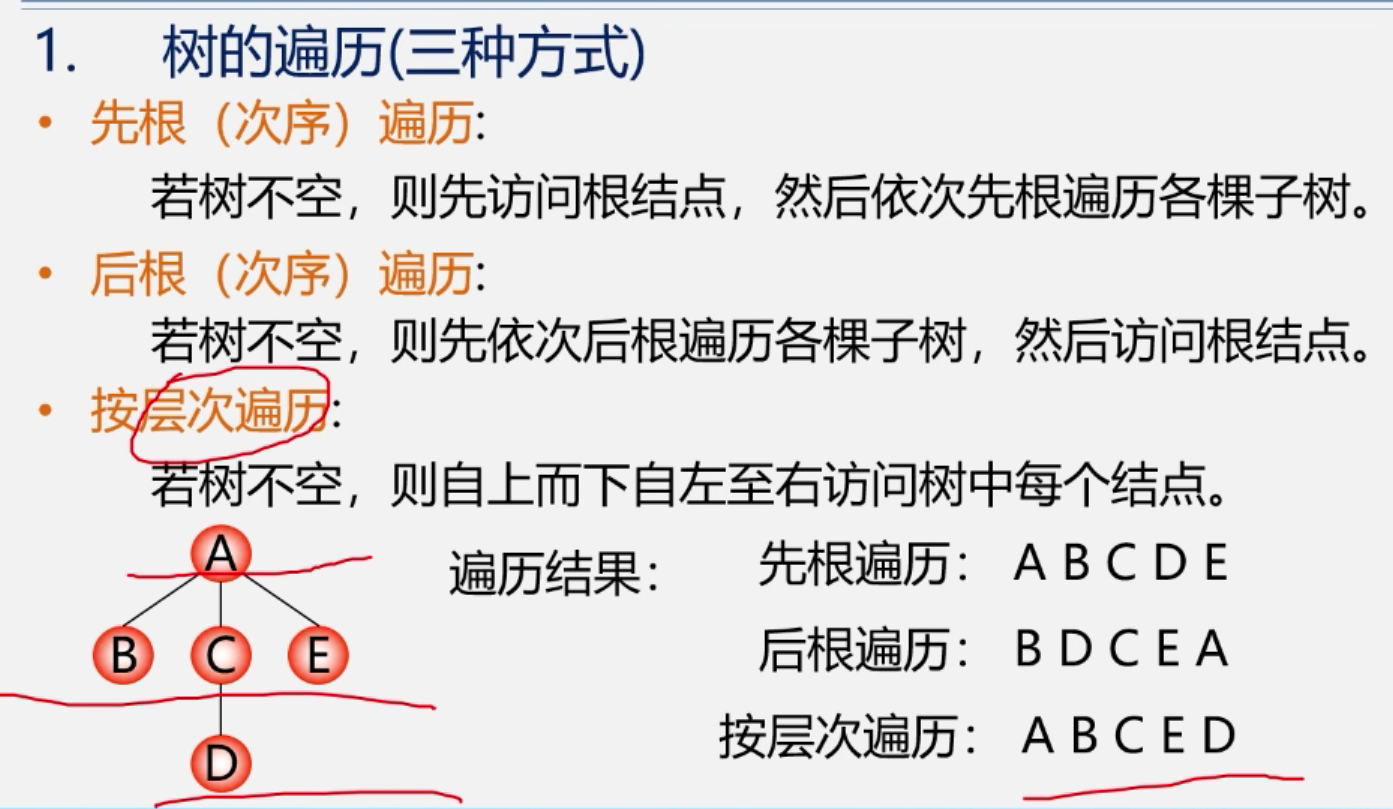 1. 树的遍历(三种方式)
• 先根（次序）遍历:
若树不空，则先访问根结点，然后依次先根遍历各棵子树。
• 后根（次序）遍历:
若树不空，则先依次后根遍历各棵子树，然后访问根结点。
• 按层次遍历:
若树不空，则自上而下自左至右访问树中每个结点。
A
B C E
D
遍历结果：
先根遍历： A B C D E
后根遍历： B D C E A
按层次遍历： A B C E D